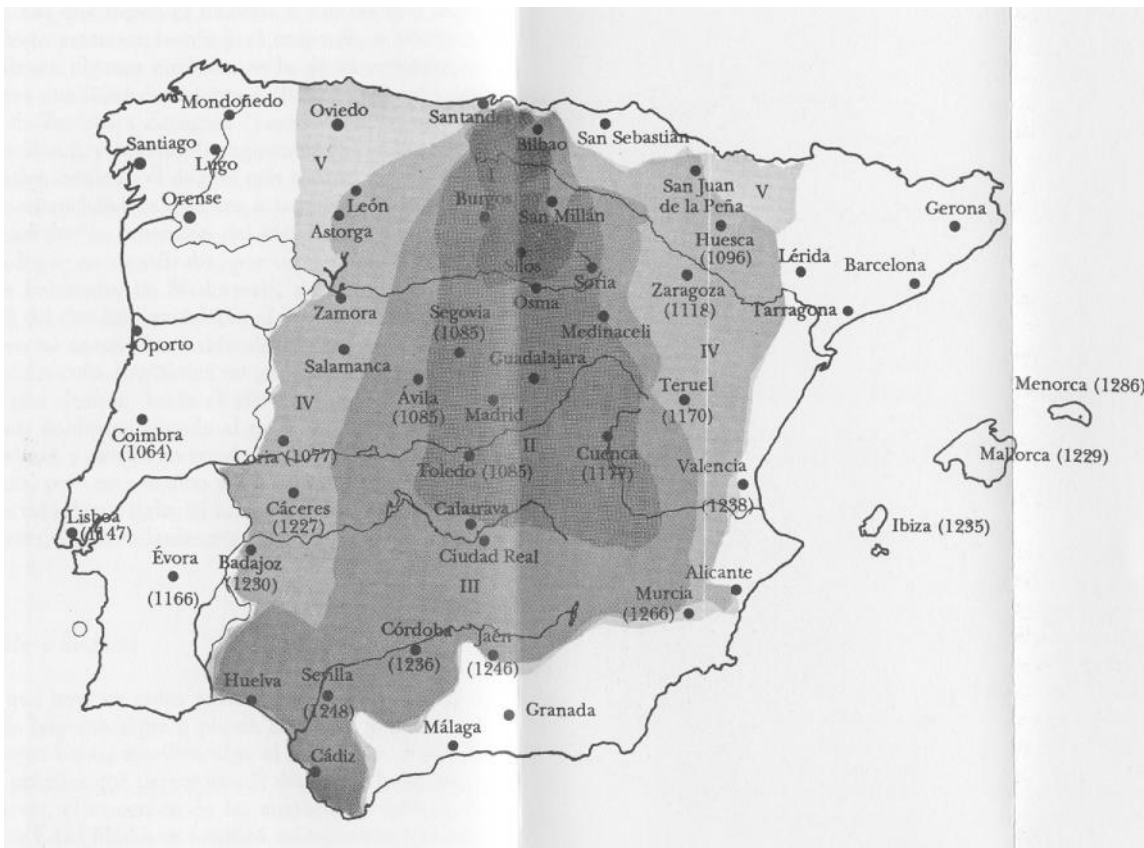 Mondoñedo
Oviedo
Santander
San Sebastián
Bilbao
Santiago
Lugo
V
I
San Juan
de la Peña
V
Orense
León
Burgos
San Millán
Gerona
Astorga
Huesca
(1096)
Lérida
Barcelona
Silos
Soria
Zaragoza
(1118)
Osma
Zamora
Segovia
(1085)
Medinaceli
Tarragona
Oporto
Salamanca
Guadalajara
IV
Ávila
(1085)
Madrid
Teruel
(1170)
Menorca (1286)
IV
Coimbra
(1064)
Coria (1077)
Toledo (1085)
II
Cuenca
(1177)
Valencia
(1238)
Mallorca (1229)
Cáceres
(1227)
Calatrava
Ibiza (1235)
Lisboa
(1147)
Ciudad Real
Évora
(1166)
Badajoz
(1230)
III
Murcia
(1266)
Alicante
Córdoba
(1236)
Jaén
(1246)
Huelva
Sevilla
(1248)
Granada
Málaga
Cádiz